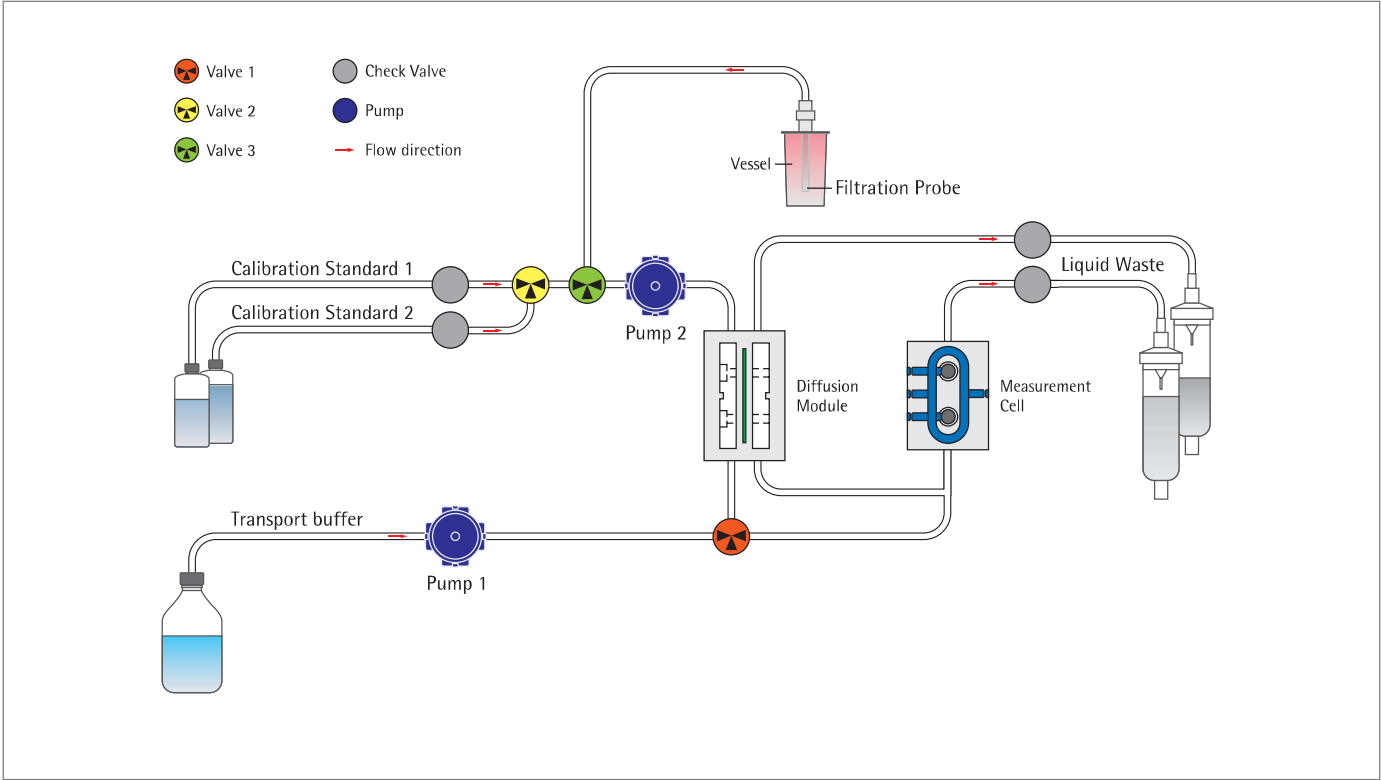 Valve 1
Check Valve
Valve 2
Pump
Valve 3
Flow direction
Vessel
Filtration Probe
Calibration Standard 1
Liquid Waste
Calibration Standard 2
Pump 2
Diffusion
Module
Measurement
Cell
Transport buffer
Pump 1